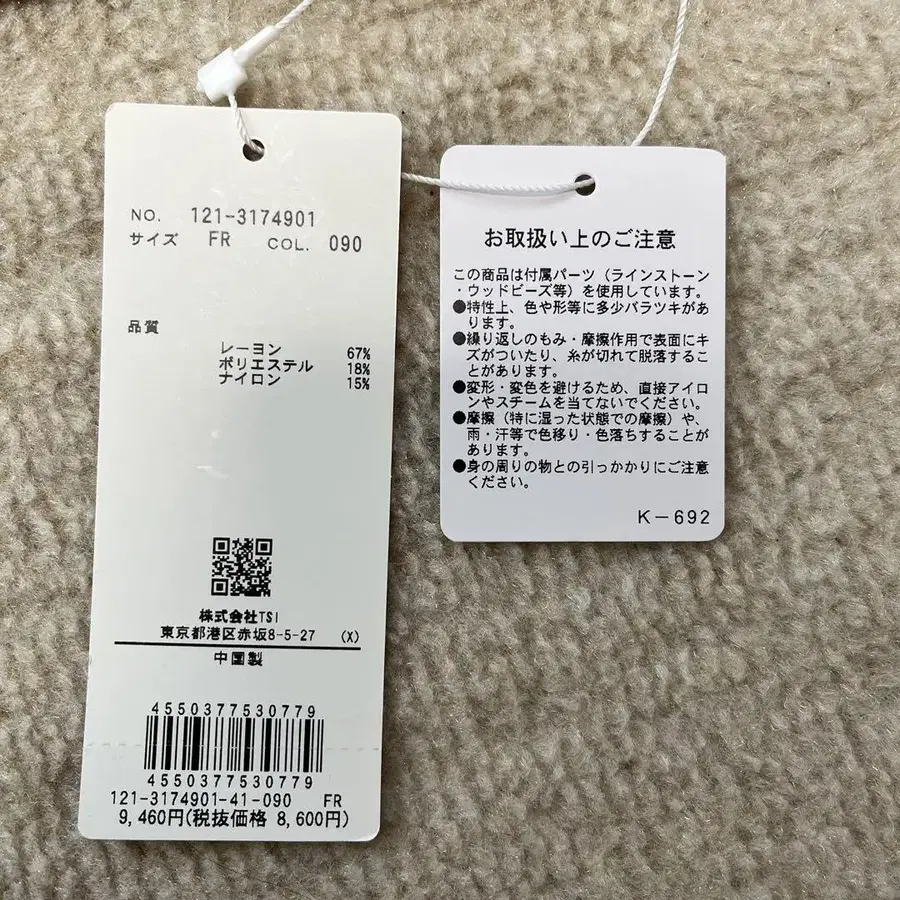 NO. 121-3174901
サイズ FR COL. 090
品質
レーヨン 67%
ポリエステル 18%
ナイロン 15%
株式会社TSI
東京都港区赤坂8-5-27 (X)
中国製
4550377530779
4550377530779
121-3174901-41-090 FR
9,460円(税抜価格 8,600円)
お取扱い上のご注意
この商品は付属パーツ（ラインストーン
・ウッドビーズ等）を使用しています。
●特性上、色や形等に多少バラツキがあ
ります。
●繰り返しのもみ・摩擦作用で表面にキ
ズがついたり、糸が切れて脱落するこ
とがあります。
●変形・変色を避けるため、直接アイロ
ンやスチームを当てないでください。
●摩擦（特に湿った状態での摩擦）や、
雨・汗等で色移り・色落ちすることが
あります。
●身の周りの物との引っかかりにご注意
ください。
K-692